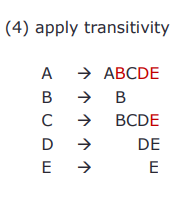 (4) apply transitivity
A → ABCDE
B → B
C → BCDE
D → DE
E → E